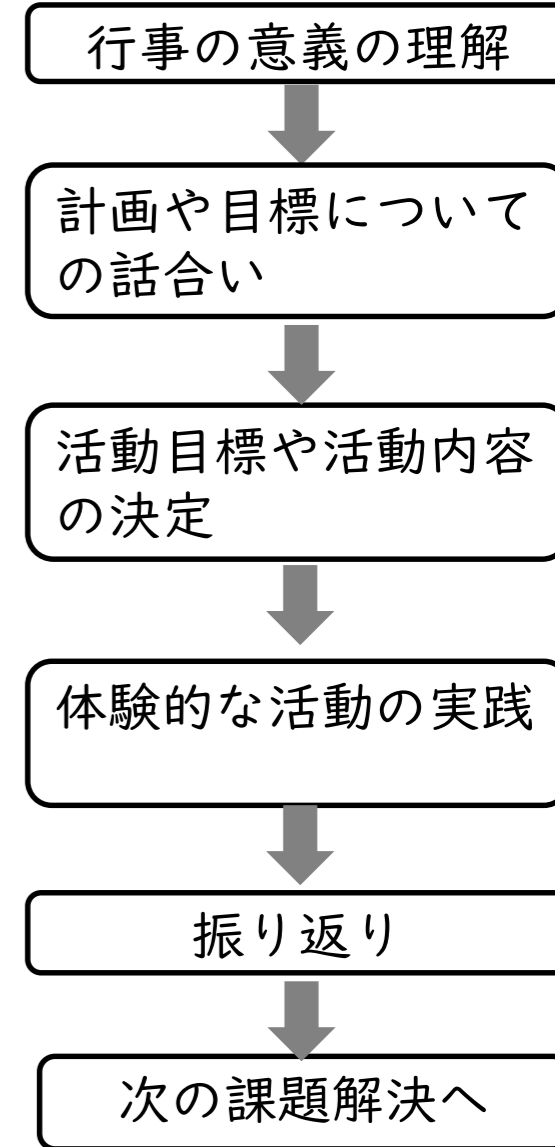 行事の意義の理解
計画や目標について
の話合い
活動目標や活動内容
の決定
体験的な活動の実践
振り返り
次の課題解決へ